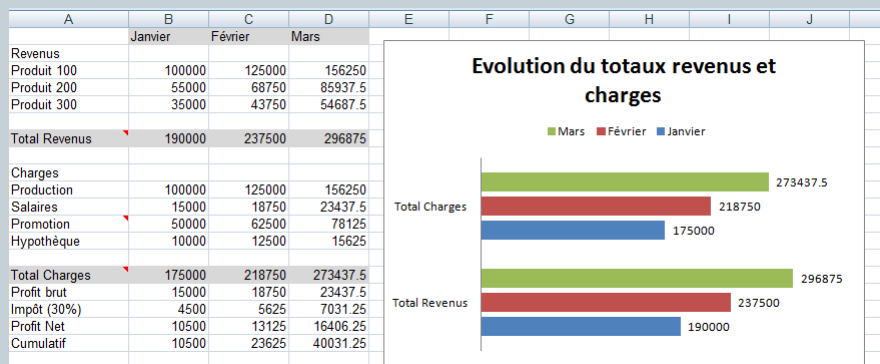 A B C D E F G H I J
Janvier Février Mars
Revenus
Produit 100 100000 125000 156250
Produit 200 55000 68750 85937.5
Produit 300 35000 43750 54687.5
Total Revenus 190000 237500 296875
Charges
Production 100000 125000 156250
Salaires 15000 18750 23437.5
Promotion 50000 62500 78125
Hypothèque 10000 12500 15625
Total Charges 175000 218750 273437.5
Profit brut 15000 18750 23437.5
Impôt (30%) 4500 5625 7031.25
Profit Net 10500 13125 16406.25
Cumulatif 10500 23625 40031.25
Evolution du totaux revenus et
charges
Mars Février Janvier
273437.5
Total Charges 218750
175000
296875
Total Revenus 237500
190000